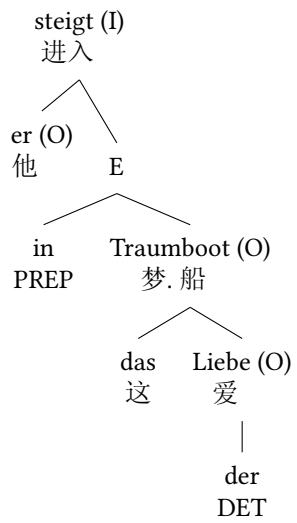 steigt (I)
进入
er (O)
他
E
in
PREP
Traumboot (O)
梦. 船
das
这
Liebe (O)
爱
der
DET